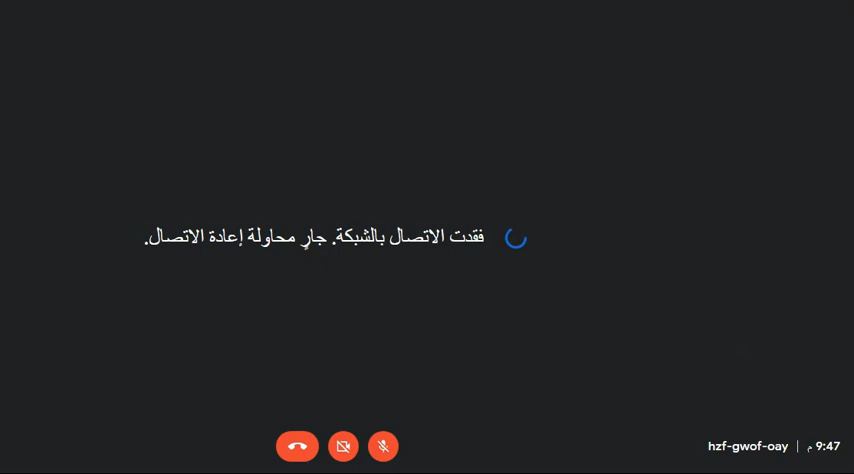 فقدت الاتصال بالشبكة. جارٍ محاولة إعادة الاتصال.
9:47 م | hzf-gwof-oay